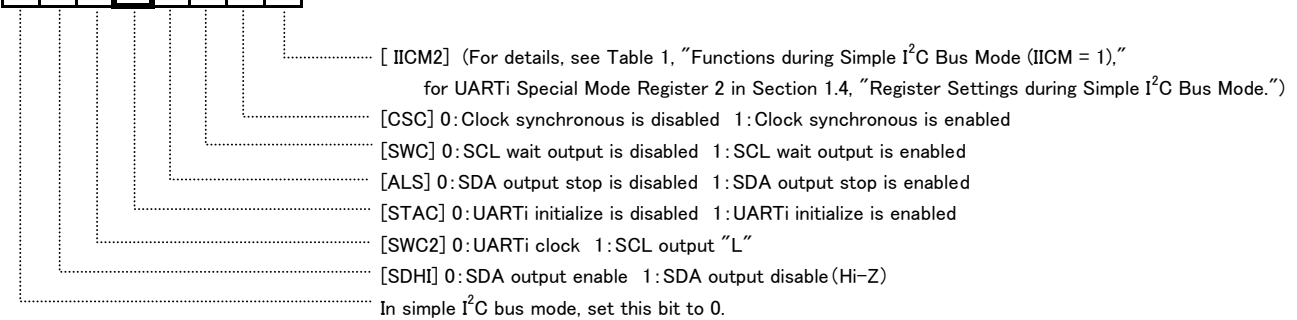 [ IICM2] (For details, see Table 1, "Functions during Simple I²C Bus Mode (IICM = 1),"
for UARTi Special Mode Register 2 in Section 1.4, "Register Settings during Simple I²C Bus Mode.")
[CSC] 0:Clock synchronous is disabled 1:Clock synchronous is enabled
[SWC] 0:SCL wait output is disabled 1:SCL wait output is enabled
[ALS] 0:SDA output stop is disabled 1:SDA output stop is enabled
[STAC] 0:UARTi initialize is disabled 1:UARTi initialize is enabled
[SWC2] 0:UARTi clock 1:SCL output "L"
[SDHI] 0:SDA output enable 1:SDA output disable(Hi-Z)
In simple I²C bus mode, set this bit to 0.